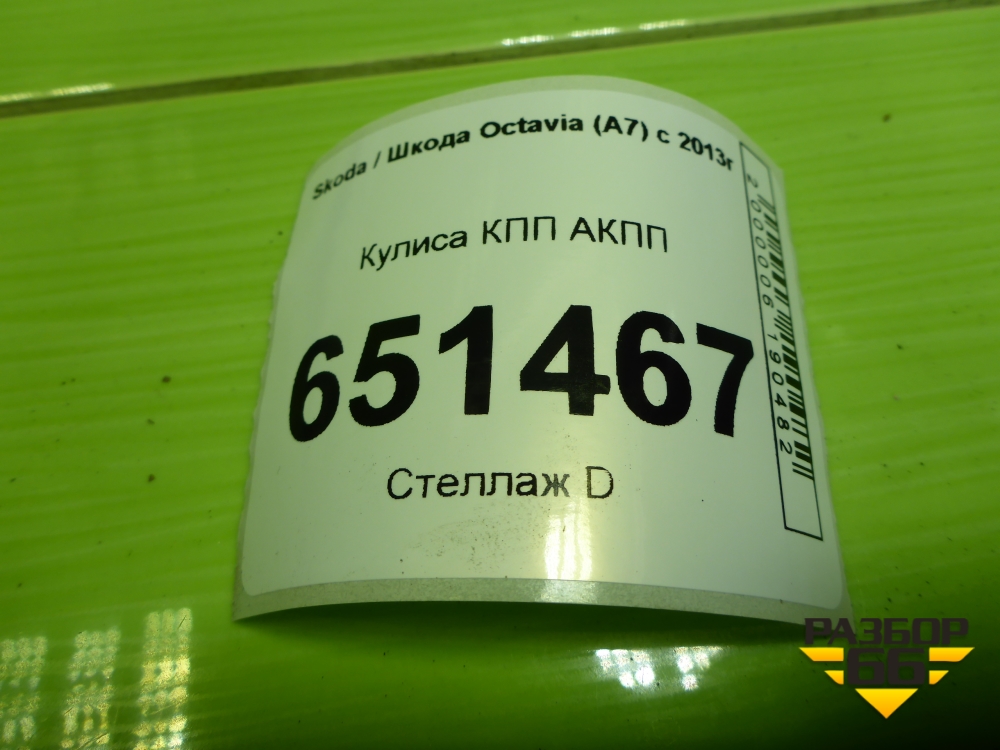 Skoda / Шкода Octavia (A7) с 2013г
Кулиса КПП АКПП
651467
Стеллаж D
2000006190482
РАЗБОР
66